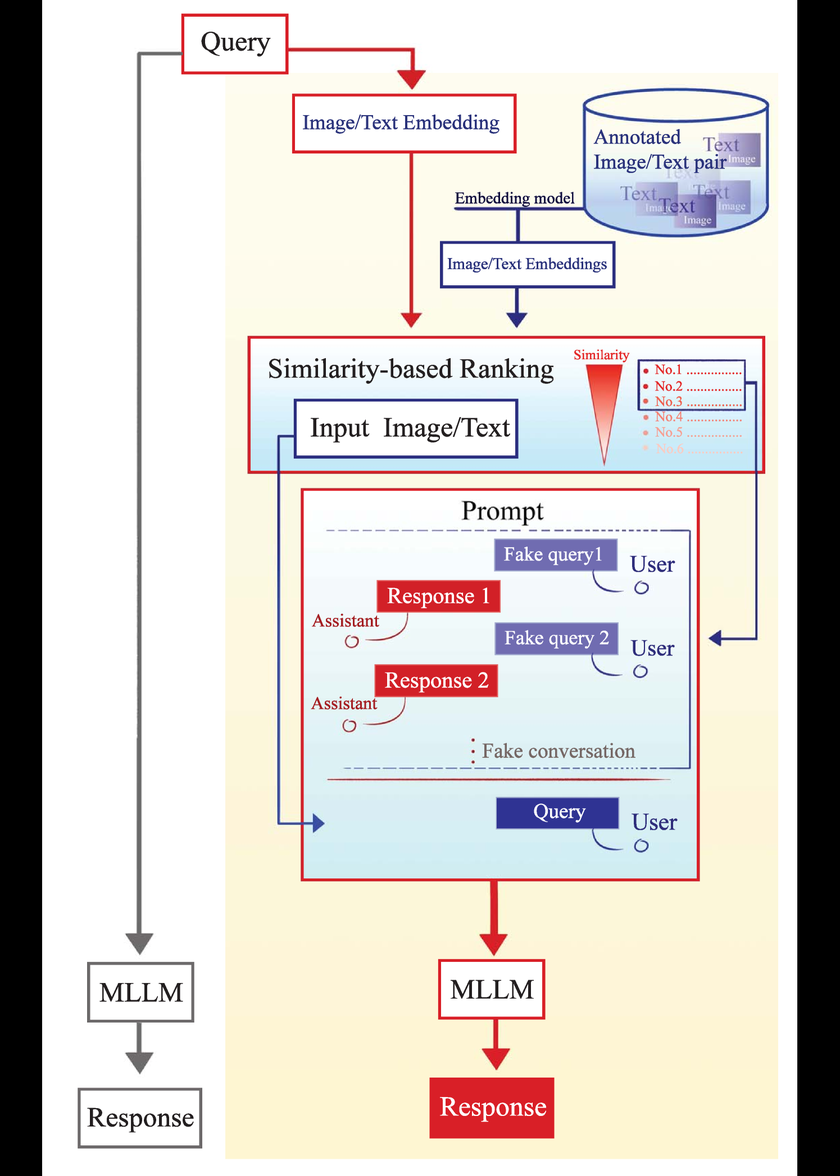 Query
Image/Text Embedding
Annotated
Image/Text pair
Text
Image
Text
Text
Image
Text
Image
Text
Image
Embedding model
Image/Text Embeddings
Similarity-based Ranking
Similarity
No.1 ...............
No.2 ...............
No.3 ...............
No.4 ...............
No.5 ...............
No.6 ...............
Input Image/Text
Prompt
Fake query1
User
Response 1
Assistant
Fake query 2
User
Response 2
Assistant
Fake conversation
Query
User
MLLM
MLLM
Response
Response